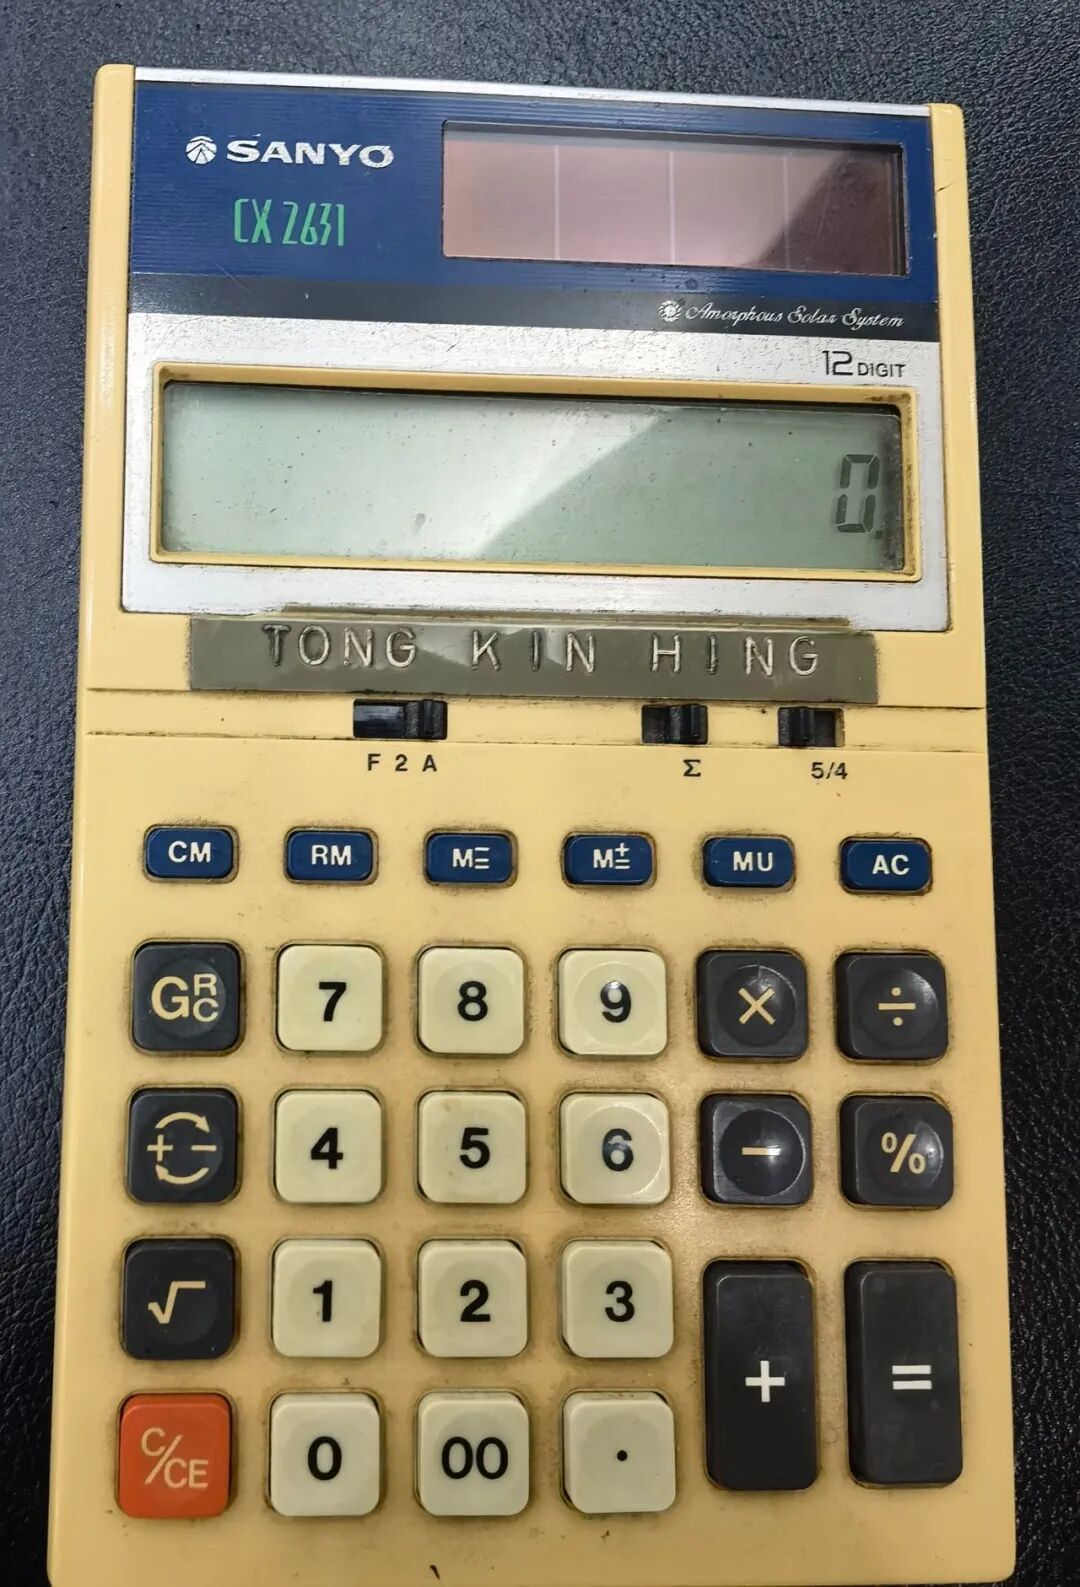 SANYO
CX 2631
Amorphous Solar System
12 DIGIT
0.
TONG KIN HING
F 2 A Σ 5/4
CM RM M= M± MU AC
GRC 7 8 9 × ÷
+− 4 5 6 − %
√ 1 2 3
+ =
C/CE 0 00 .